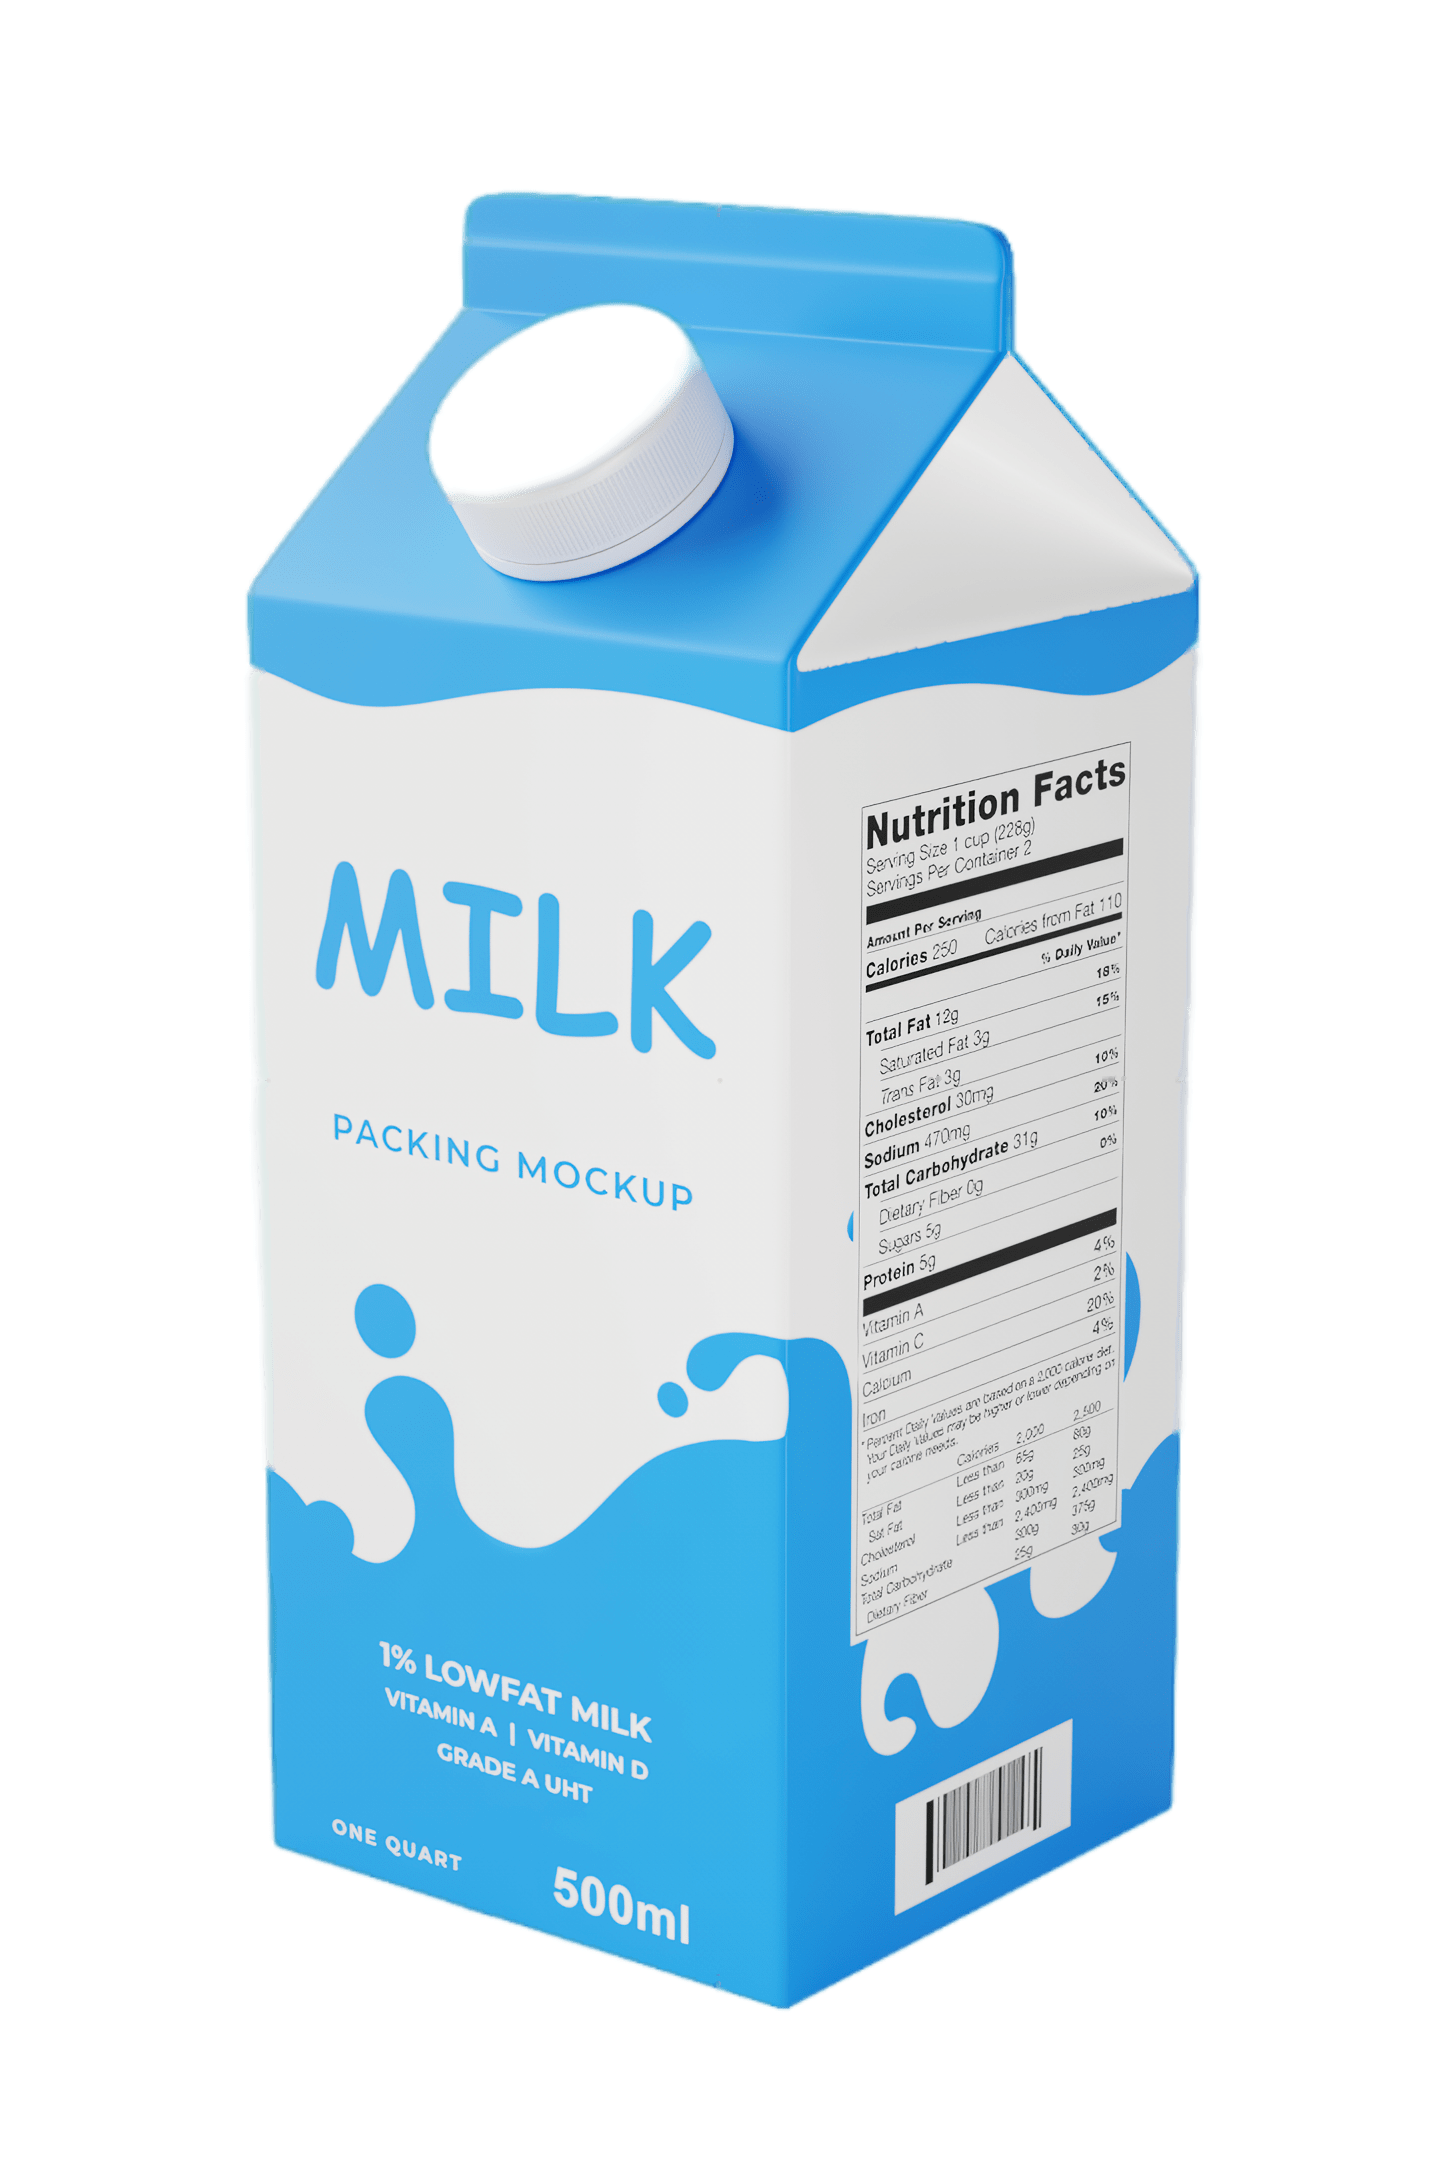 MILK
PACKING MOCKUP
1% LOWFAT MILK
VITAMIN A | VITAMIN D
GRADE A UHT
ONE QUART
500ml
Nutrition Facts
Serving Size 1 cup (228g)
Servings Per Container 2
Amount Per Serving
Calories 250 Calories from Fat 110
% Daily Value*
18%
Total Fat 12g 15%
Saturated Fat 3g
Trans Fat 3g 10%
Cholesterol 30mg 20%
Sodium 470mg 10%
Total Carbohydrate 31g 0%
Dietary Fiber 0g
Sugars 5g
Protein 5g
4%
Vitamin A 2%
Vitamin C 20%
Calcium 4%
Iron
*Percent Daily Values are based on a 2,000 calorie diet.
Your Daily Values may be higher or lower depending on
your calorie needs.
Calories 2,000 2,500
Total Fat Less than 65g 80g
Sat Fat Less than 20g 25g
Cholesterol Less than 300mg 300mg
Sodium Less than 2,400mg 2,400mg
Total Carbohydrate 300g 375g
Dietary Fiber 25g 30g